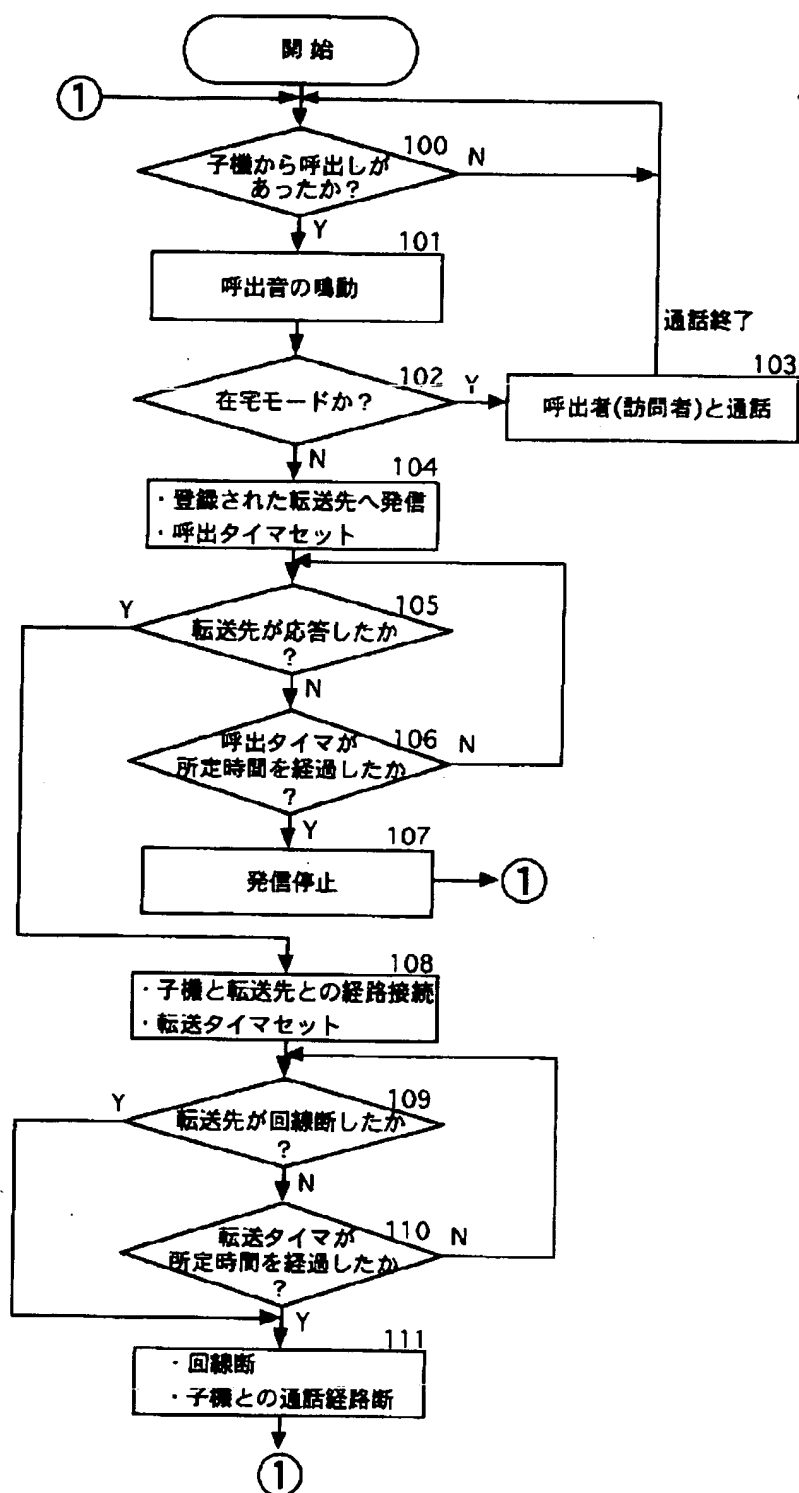 開始
①
100
子機から呼出しが
あったか？
N
Y
101
呼出音の鳴動
通話終了
102
在宅モードか？
Y
103
呼出者(訪問者)と通話
N
104
・登録された転送先へ発信
・呼出タイマセット
Y
105
転送先が応答したか
？
N
呼出タイマが
106
N
所定時間を経過したか
？
Y
107
発信停止
①
108
・子機と転送先との経路接続
・転送タイマセット
Y
109
転送先が回線断したか
？
N
転送タイマが
110
N
所定時間を経過したか
？
Y
111
・回線断
・子機との通話経路断
①